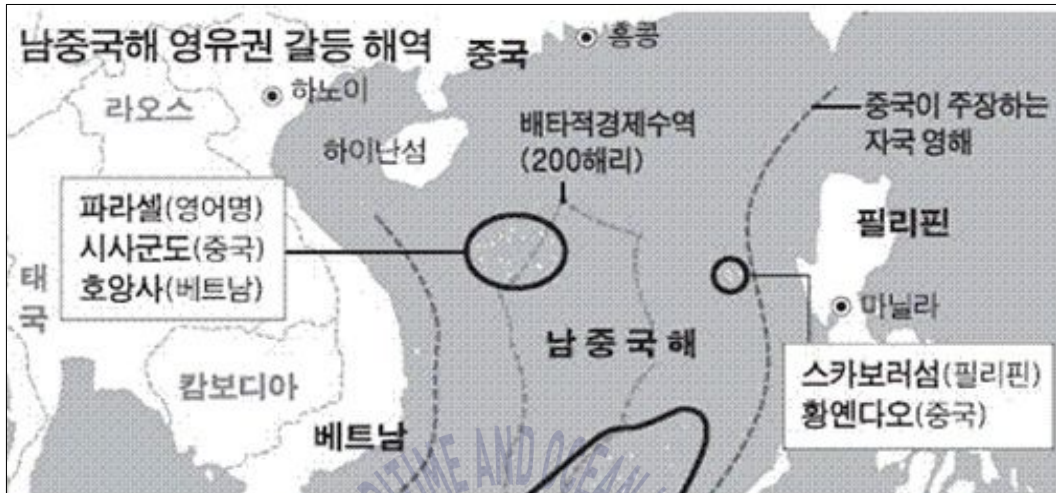 남중국해 영유권 갈등 해역
중국
홍콩
하노이
라오스
하이난섬
배타적경제수역
(200해리)
중국이 주장하는
자국 영해
파라셀(영어명)
시사군도(중국)
호앙사(베트남)
필리핀
태국
마닐라
남중국해
스카보러섬(필리핀)
황옌다오(중국)
캄보디아
베트남
RITIME AND OCEAN